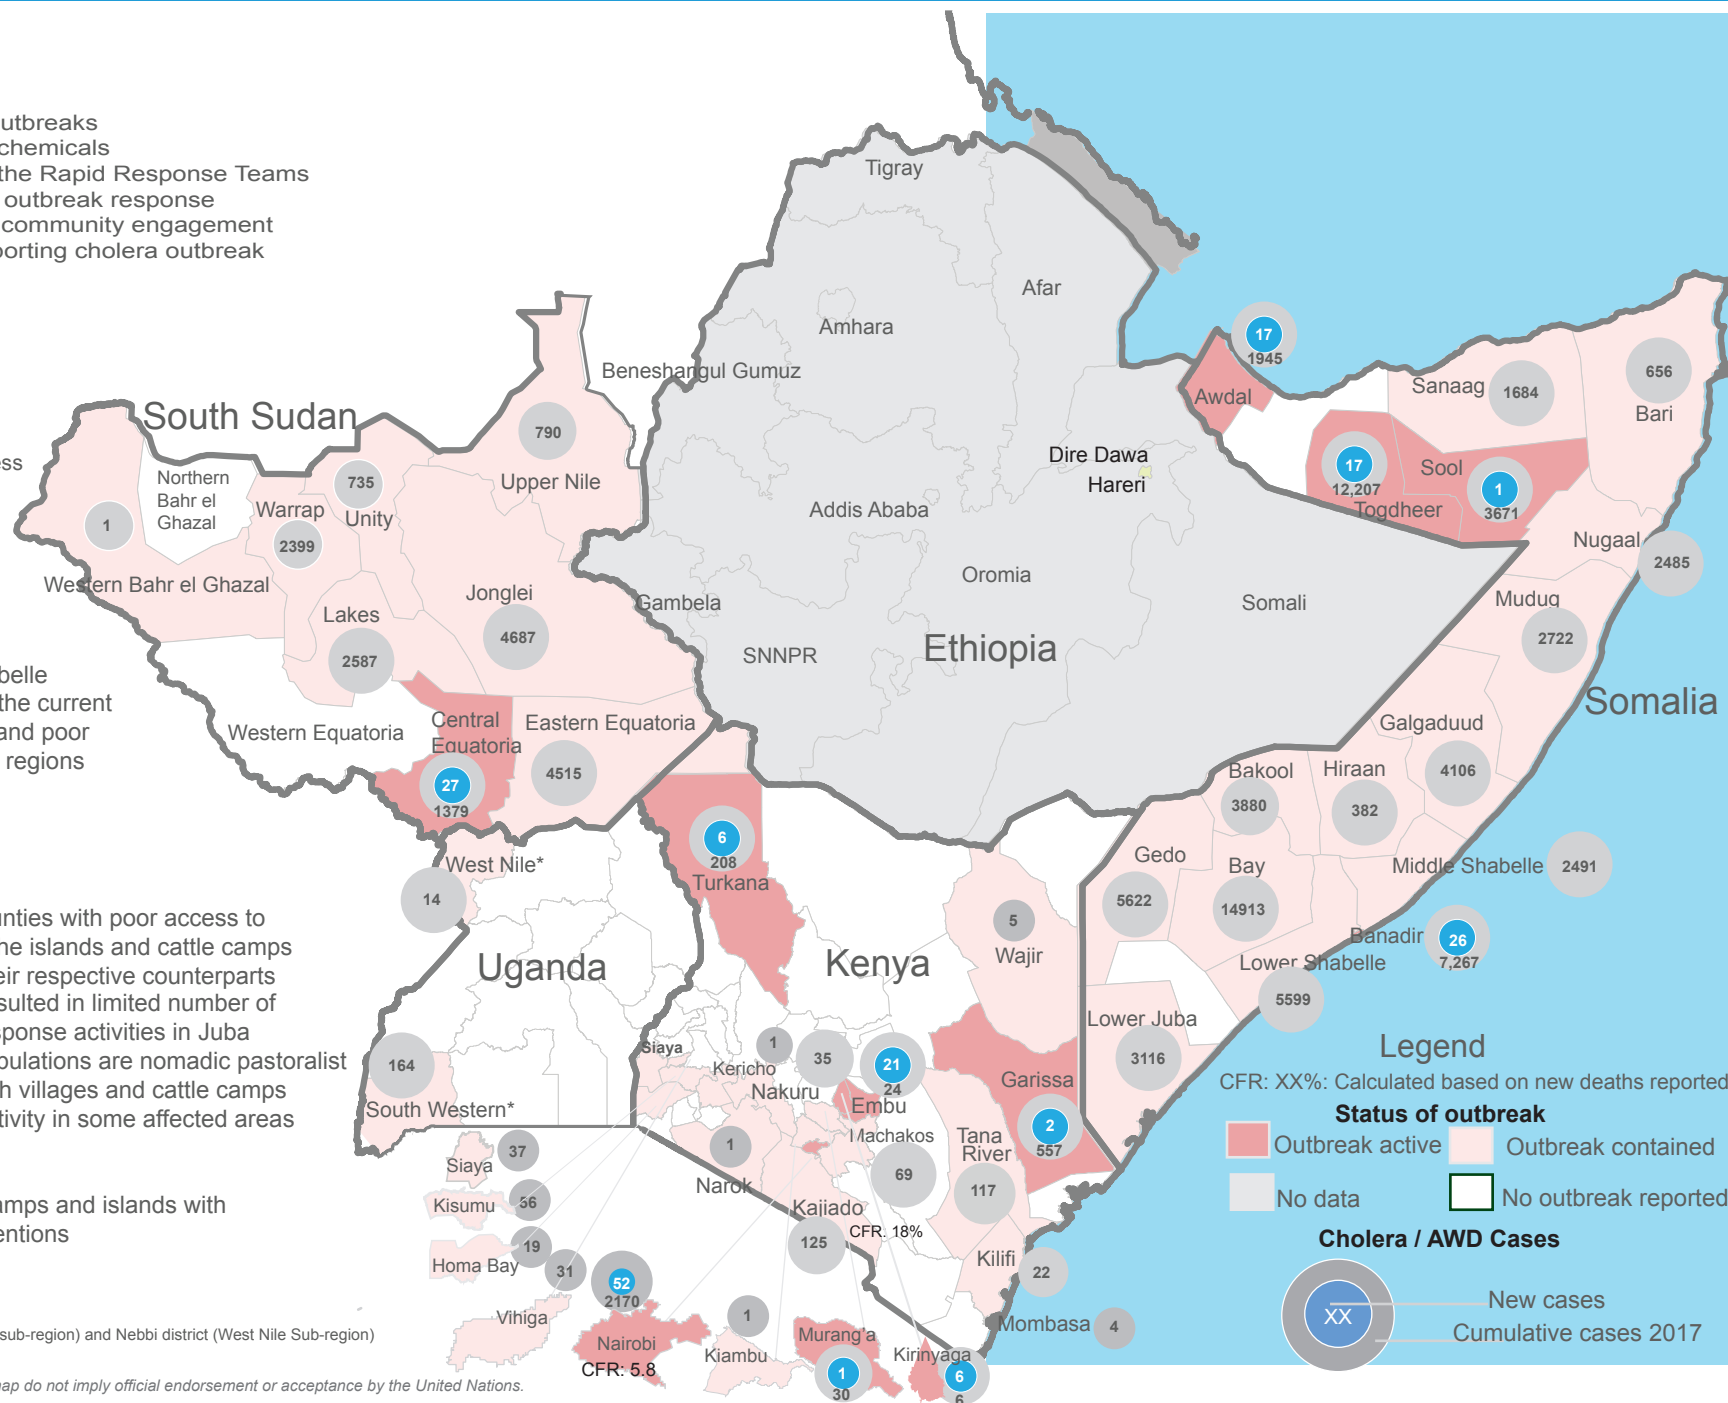 utbreaks
chemicals
the Rapid Response Teams
outbreak response
community engagement
porting cholera outbreak
ess
belle
the current
and poor
regions
unties with poor access to
ne islands and cattle camps
eir respective counterparts
sulted in limited number of
sponse activities in Juba
pulations are nomadic pastoralist
h villages and cattle camps
tivity in some affected areas
amps and islands with
entions
sub-region) and Nebbi district (West Nile Sub-region)
ap do not imply official endorsement or acceptance by the United Nations.
South Sudan
Northern
Bahr el
Ghazal
1
Western Bahr el Ghazal
Warrap
2399
735
Unity
790
Upper Nile
Lakes
2587
Jonglei
4687
Western Equatoria
Central
Equatoria
27
1379
Eastern Equatoria
4515
Ethiopia
Tigray
Afar
Amhara
Beneshangul Gumuz
Dire Dawa
Hareri
Addis Ababa
Oromia
Gambela
Somali
SNNPR
Somalia
17
1945
Awdal
Sanaag
1684
656
Bari
17
12,207
Togdheer
Sool
1
3671
Nugaal
2485
Mudug
2722
Galgaduud
4106
Bakool
3880
Hiraan
382
Gedo
5622
Bay
14913
Middle Shabelle
2491
Banadir
26
7,267
Lower Shabelle
5599
Lower Juba
3116
Uganda
West Nile*
14
164
South Western*
Kenya
6
208
Turkana
5
Wajir
Siaya
1
Kericho
35
Nakuru
21
24
Embu
Garissa
2
557
Machakos
69
Tana
River
117
1
Narok
Kajiado
125
CFR: 18%
Kilifi
22
Mombasa
4
Siaya
37
Kisumu
56
Homa Bay
19
31
Vihiga
52
2170
Nairobi
CFR: 5.8
1
Kiambu
Murang'a
1
30
Kirinyaga
6
6
Legend
CFR: XX%: Calculated based on new deaths reported
Status of outbreak
Outbreak active
Outbreak contained
No data
No outbreak reported
Cholera / AWD Cases
XX
New cases
Cumulative cases 2017